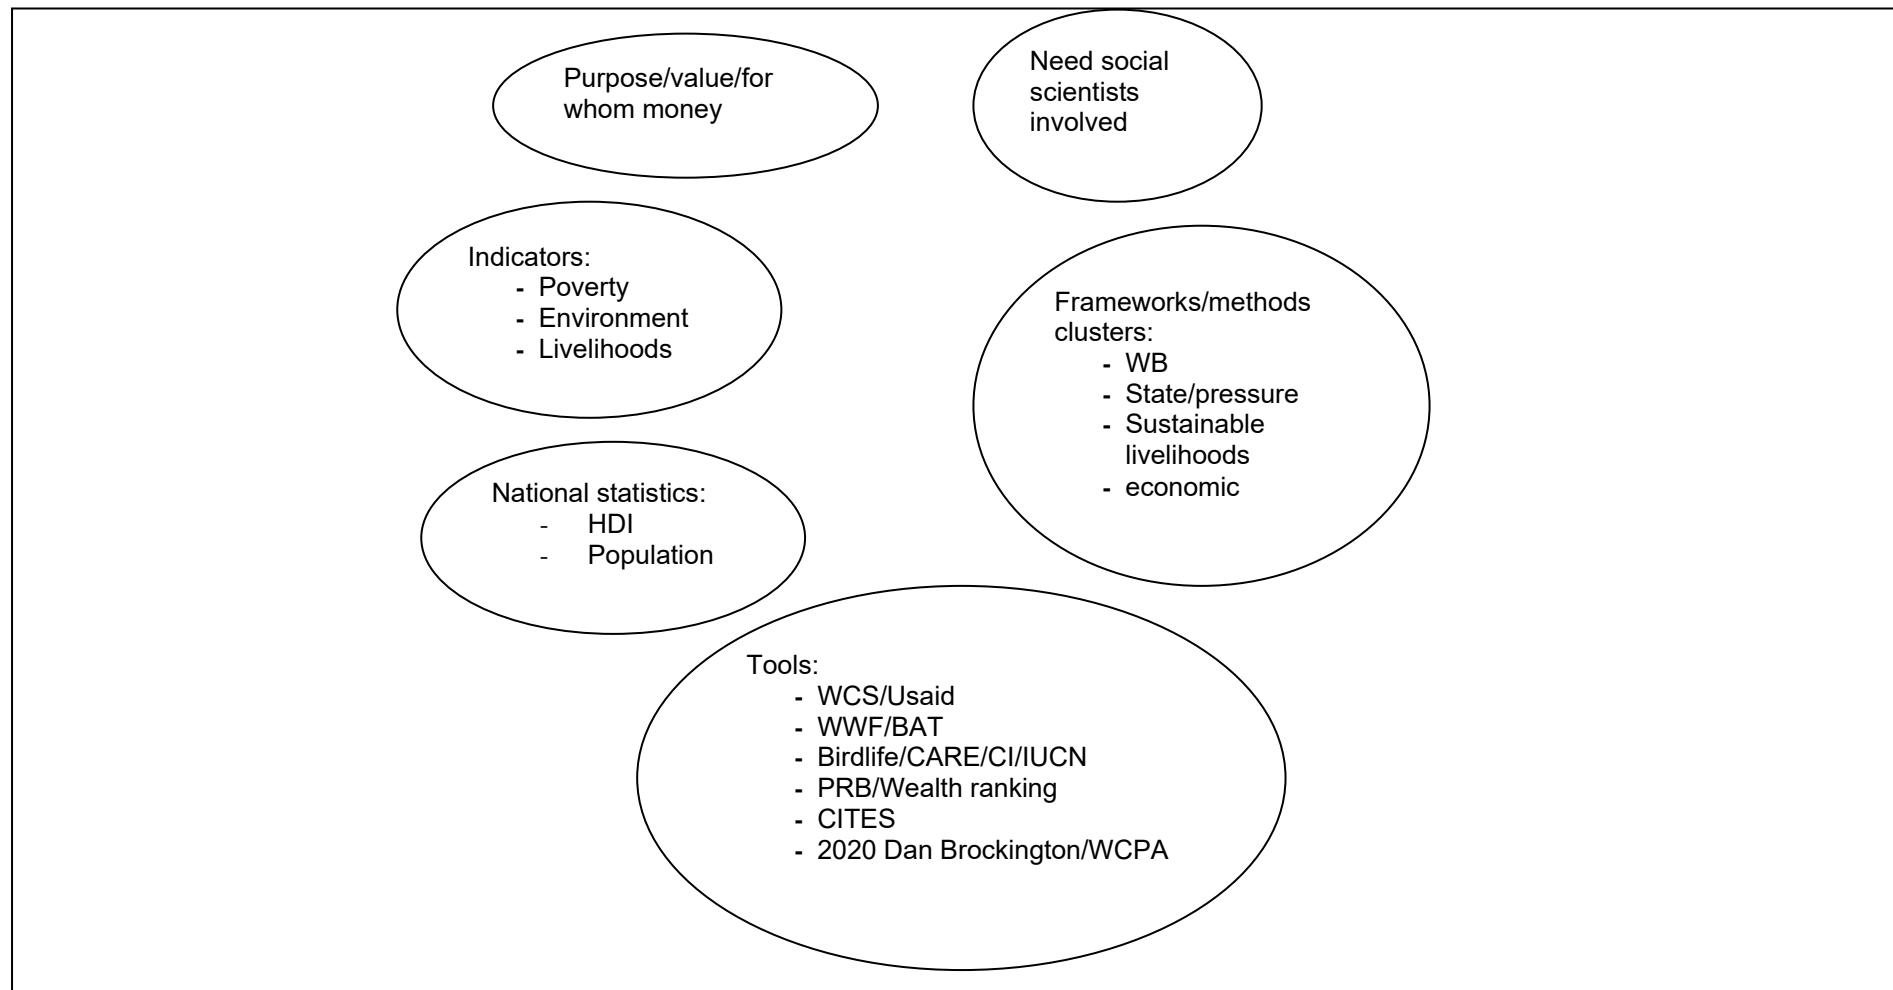 Purpose/value/for
whom money
Need social
scientists
involved
Indicators:
- Poverty
- Environment
- Livelihoods
Frameworks/methods
clusters:
- WB
- State/pressure
- Sustainable
livelihoods
- economic
National statistics:
- HDI
- Population
Tools:
- WCS/Usaid
- WWF/BAT
- Birdlife/CARE/CI/IUCN
- PRB/Wealth ranking
- CITES
- 2020 Dan Brockington/WCPA